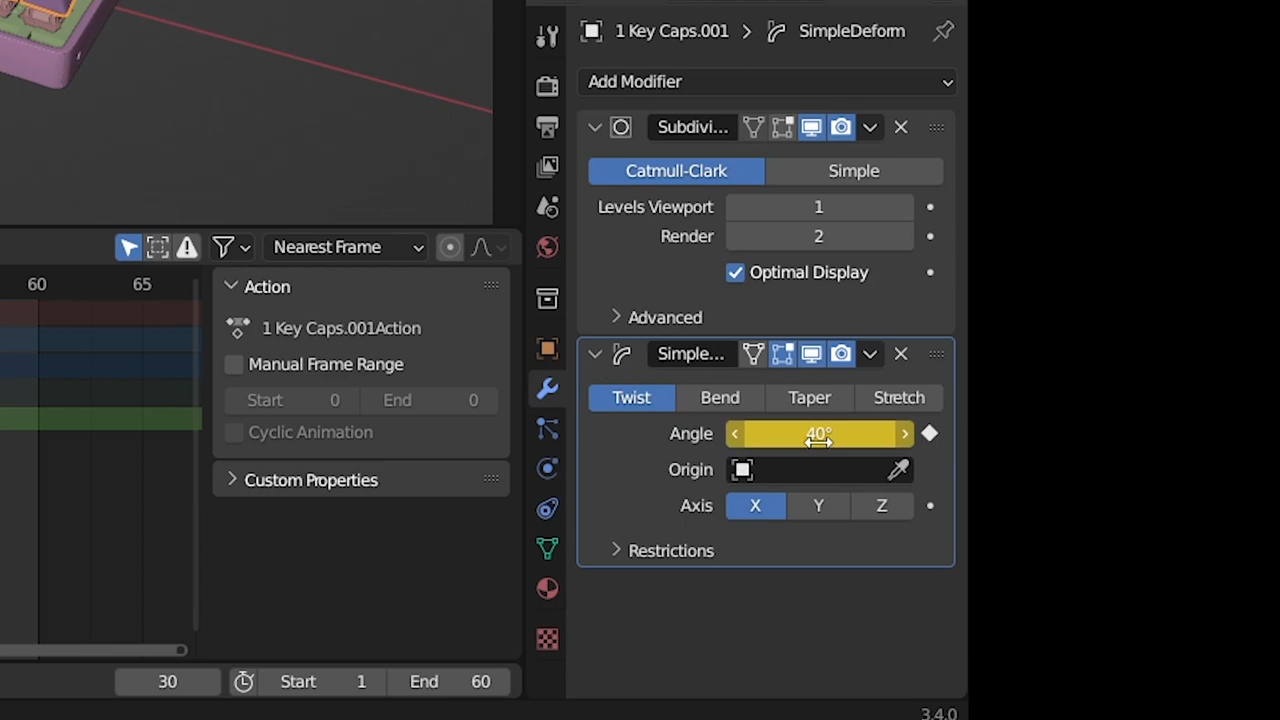 1 Key Caps.001 > SimpleDeform
Add Modifier
Subdivi...
Catmull-Clark Simple
Levels Viewport 1
Render 2
Optimal Display
Advanced
Simple...
Twist Bend Taper Stretch
Angle 40°
Origin
Axis X Y Z
Restrictions
Nearest Frame
60 65
Action
1 Key Caps.001Action
Manual Frame Range
Start 0 End 0
Cyclic Animation
Custom Properties
30 Start 1 End 60
3.4.0